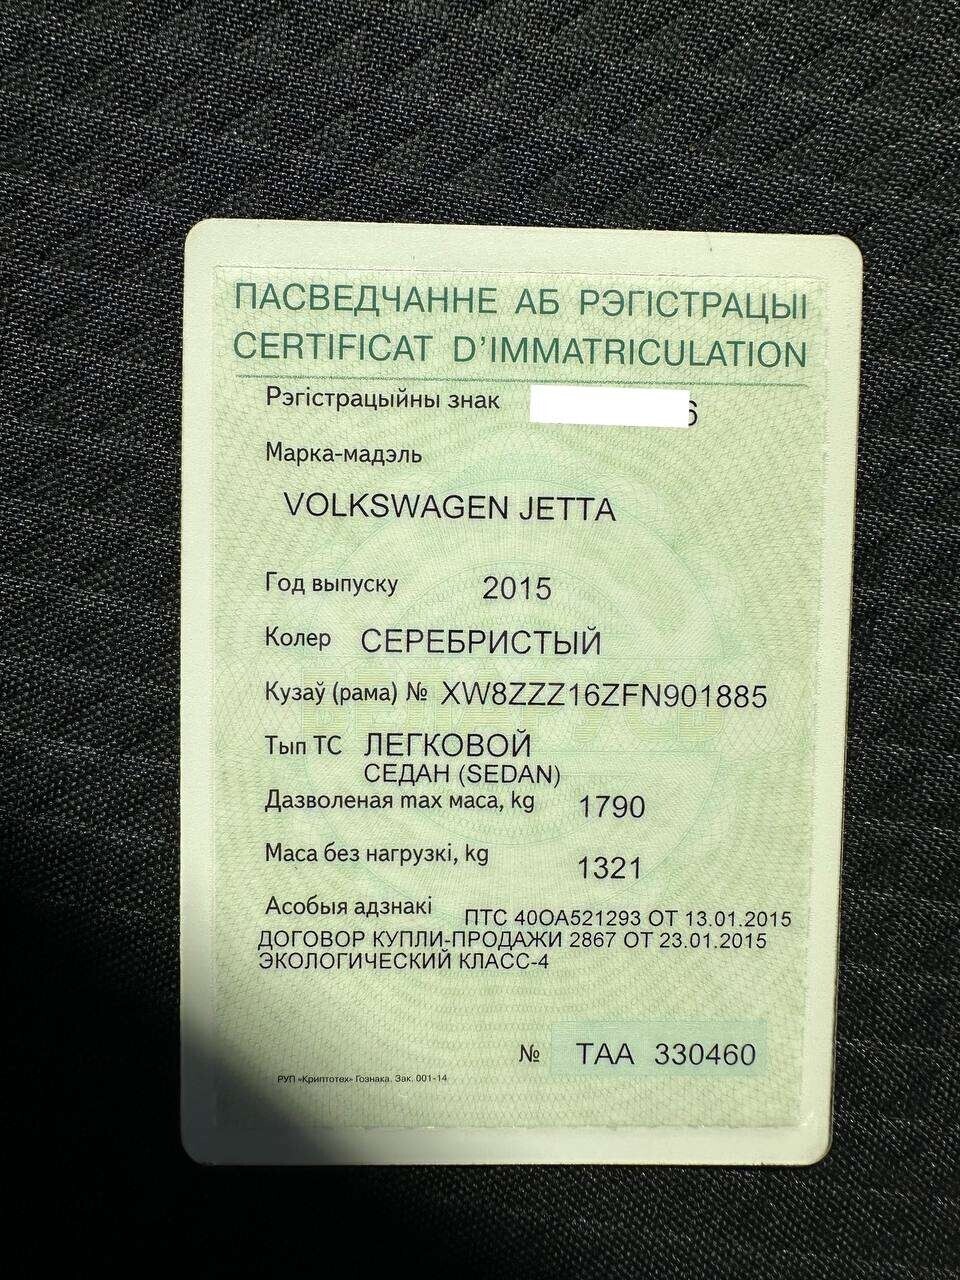 ПАСВЕДЧАННЕ АБ РЭГІСТРАЦЫІ
CERTIFICAT D'IMMATRICULATION
Рэгістрацыйны знак 6
Марка-мадэль
VOLKSWAGEN JETTA
Год выпуску 2015
Колер СЕРЕБРИСТЫЙ
Кузаў (рама) № XW8ZZZ16ZFN901885
Тып ТС ЛЕГКОВОЙ
СЕДАН (SEDAN)
Дазволеная max маса, kg 1790
Маса без нагрузкі, kg 1321
Асобыя адзнакі ПТС 40ОА521293 ОТ 13.01.2015
ДОГОВОР КУПЛИ-ПРОДАЖИ 2867 ОТ 23.01.2015
ЭКОЛОГИЧЕСКИЙ КЛАСС-4
БЕЛАРУСЬ
№ ТАА 330460
РУП «Криптотех» Гознака. Зак. 001-14